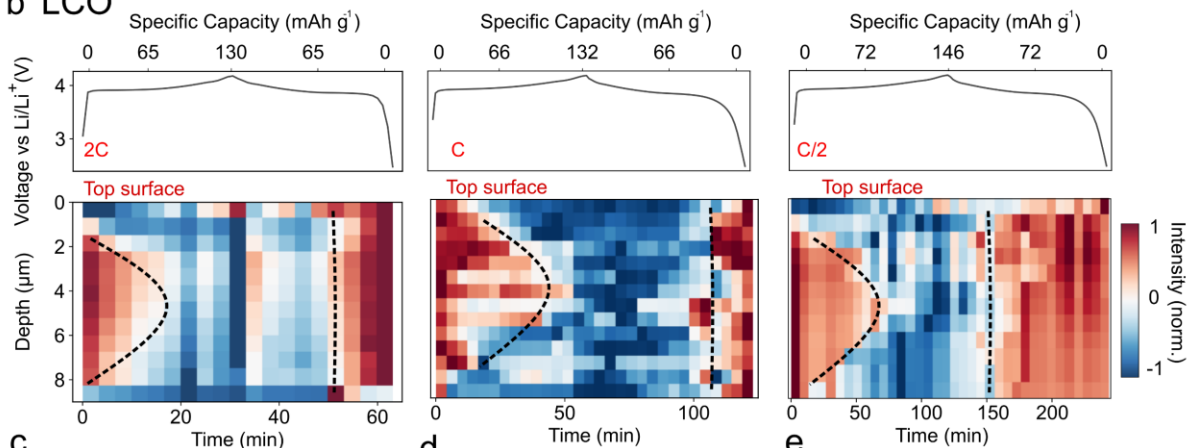 b LCO
Specific Capacity (mAh g-1) Specific Capacity (mAh g-1) Specific Capacity (mAh g-1)
0 65 130 65 0 0 66 132 66 0 0 72 146 72 0
Voltage vs Li/Li+(V)
4
3
2C C C/2
Top surface Top surface Top surface
Depth (μm)
0
2
4
6
8
Intensity (norm.)
1
0
-1
0 20 40 60 0 50 100 0 50 100 150 200
Time (min) Time (min) Time (min)
c d e